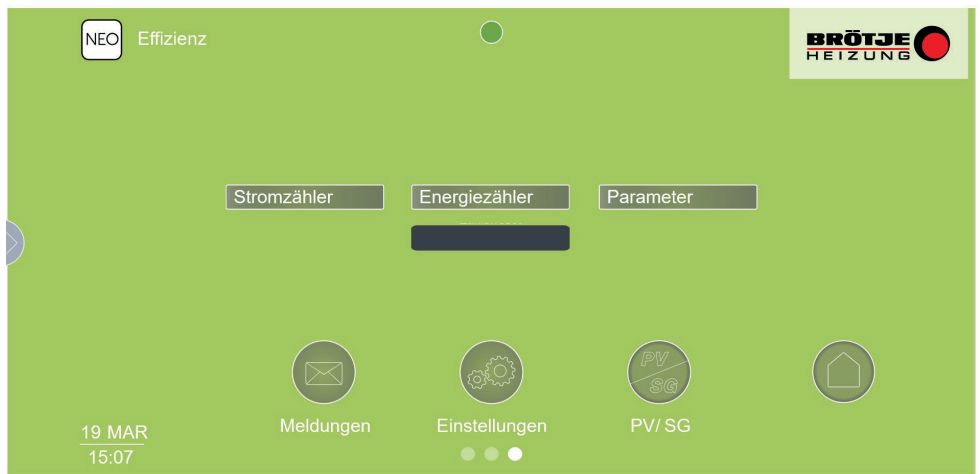 NEO Effizienz
BRÖTJE
HEIZUNG
Stromzähler Energiezähler Parameter
PV
SG
Meldungen Einstellungen PV/ SG
19 MAR
15:07